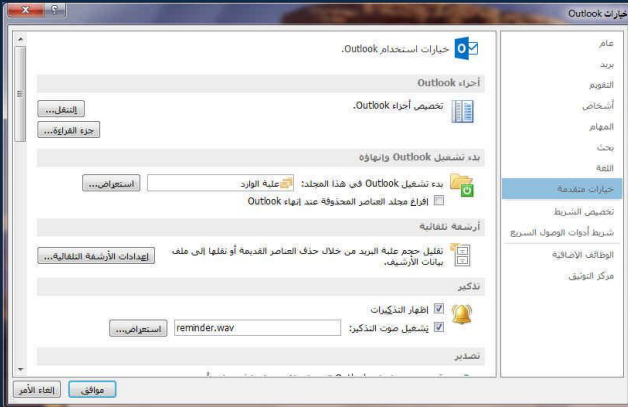 خيارات Outlook
عام
بريد
التقويم
أشخاص
المهام
بحث
اللغة
خيارات متقدمة
تخصيص الشريط
شريط أدوات الوصول السريع
الوظائف الإضافية
مركز التوثيق
خيارات استخدام Outlook.
أجزاء Outlook
تخصيص أجزاء Outlook.
التنقل...
جزء القراءة...
بدء تشغيل Outlook وإنهاؤه
بدء تشغيل Outlook في هذا المجلد: علبة الوارد استعراض...
إفراغ مجلد العناصر المحذوفة عند إنهاء Outlook
أرشفة تلقائية
تقليل حجم علبة البريد من خلال حذف العناصر القديمة أو نقلها إلى ملف إعدادات الأرشفة التلقائية...
بيانات الأرشيف.
تذكير
إظهار التذكيرات
تشغيل صوت التذكير: reminder.wav استعراض...
تصدير
موافق إلغاء الأمر